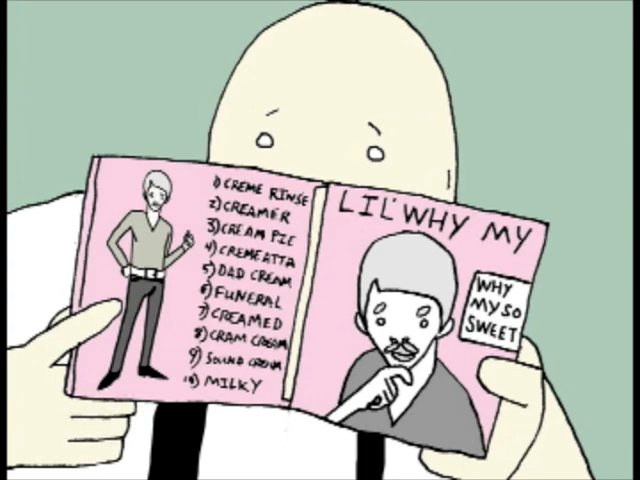 1) CREME RINSE
2) CREAMER
3) CREAM PIE
4) CREMEATTA
5) DAD CREAM
6) FUNERAL
7) CREAMED
8) CRAM CREAM
9) SOUND CREAM
10) MILKY
LIL' WHY MY
WHY
MY SO
SWEET